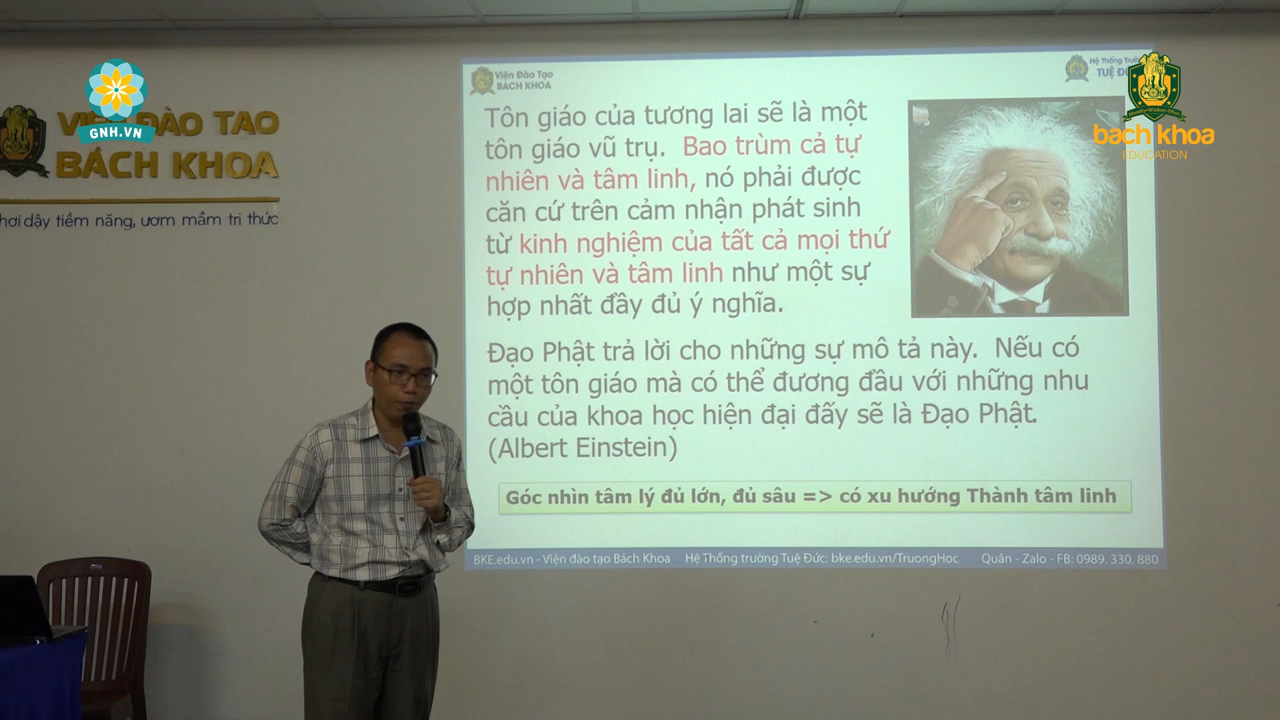 GNH.VN
VIỆN ĐÀO TẠO
BÁCH KHOA
hơi dậy tiềm năng, ươm mầm tri thức
Viện Đào Tạo
BÁCH KHOA
Hệ Thống Trườ
TUỆ ĐỨ
bach khoa
EDUCATION
Tôn giáo của tương lai sẽ là một
tôn giáo vũ trụ. Bao trùm cả tự
nhiên và tâm linh, nó phải được
căn cứ trên cảm nhận phát sinh
từ kinh nghiệm của tất cả mọi thứ
tự nhiên và tâm linh như một sự
hợp nhất đầy đủ ý nghĩa.
Đạo Phật trả lời cho những sự mô tả này. Nếu có
một tôn giáo mà có thể đương đầu với những nhu
cầu của khoa học hiện đại đấy sẽ là Đạo Phật.
(Albert Einstein)
Góc nhìn tâm lý đủ lớn, đủ sâu => có xu hướng Thành tâm linh
BKE.edu.vn - Viện đào tạo Bách Khoa Hệ Thống trường Tuệ Đức: bke.edu.vn/TruongHoc Quân - Zalo - FB: 0989. 330. 880